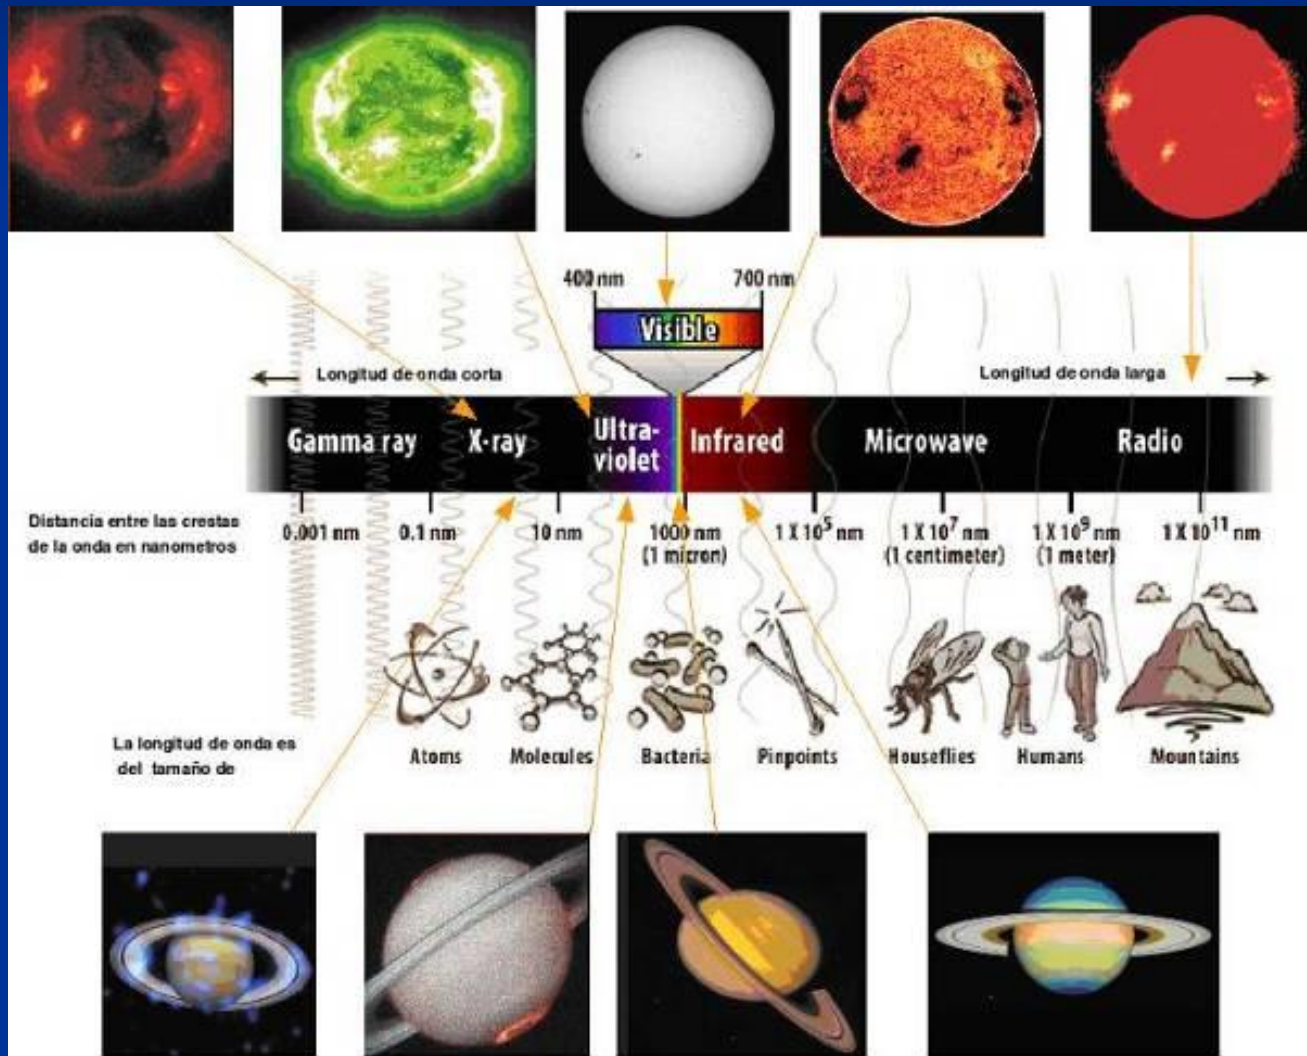 400 nm
700 nm
Visible
Longitud de onda corta
Longitud de onda larga
Gamma ray
X-ray
Ultra-
violet
Infrared
Microwave
Radio
Distancia entre las crestas
de la onda en nanometros
0.001 nm
0.1 nm
10 nm
1000 nm
(1 micron)
1 X 10⁵ nm
1 X 10⁷ nm
(1 centimeter)
1 X 10⁹ nm
(1 meter)
1 X 10¹¹ nm
La longitud de onda es
del tamaño de
Atoms
Molecules
Bacteria
Pinpoints
Houseflies
Humans
Mountains